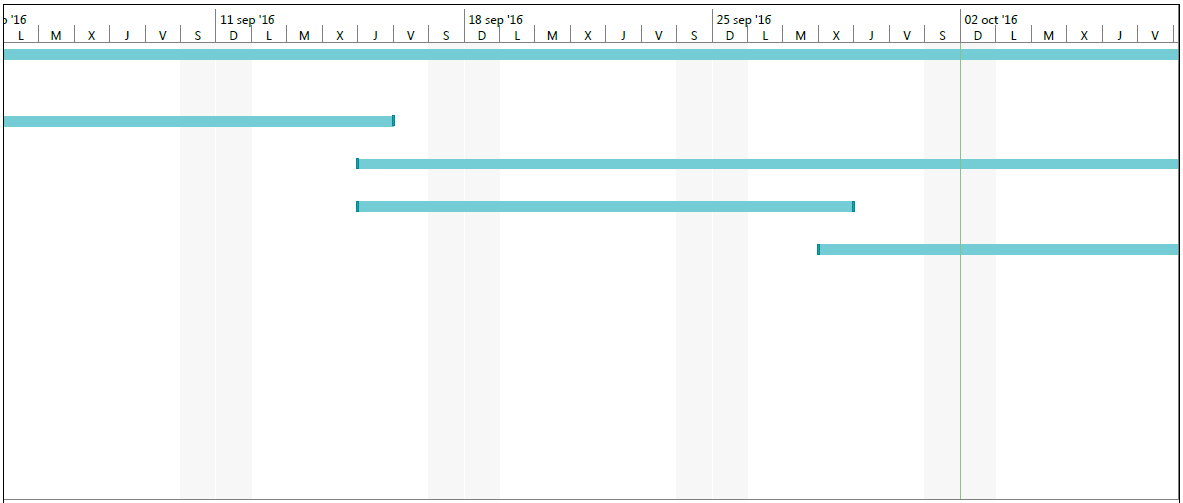 '16 11 sep '16 18 sep '16 25 sep '16 02 oct '16
L M X J V S D L M X J V S D L M X J V S D L M X J V S D L M X J V